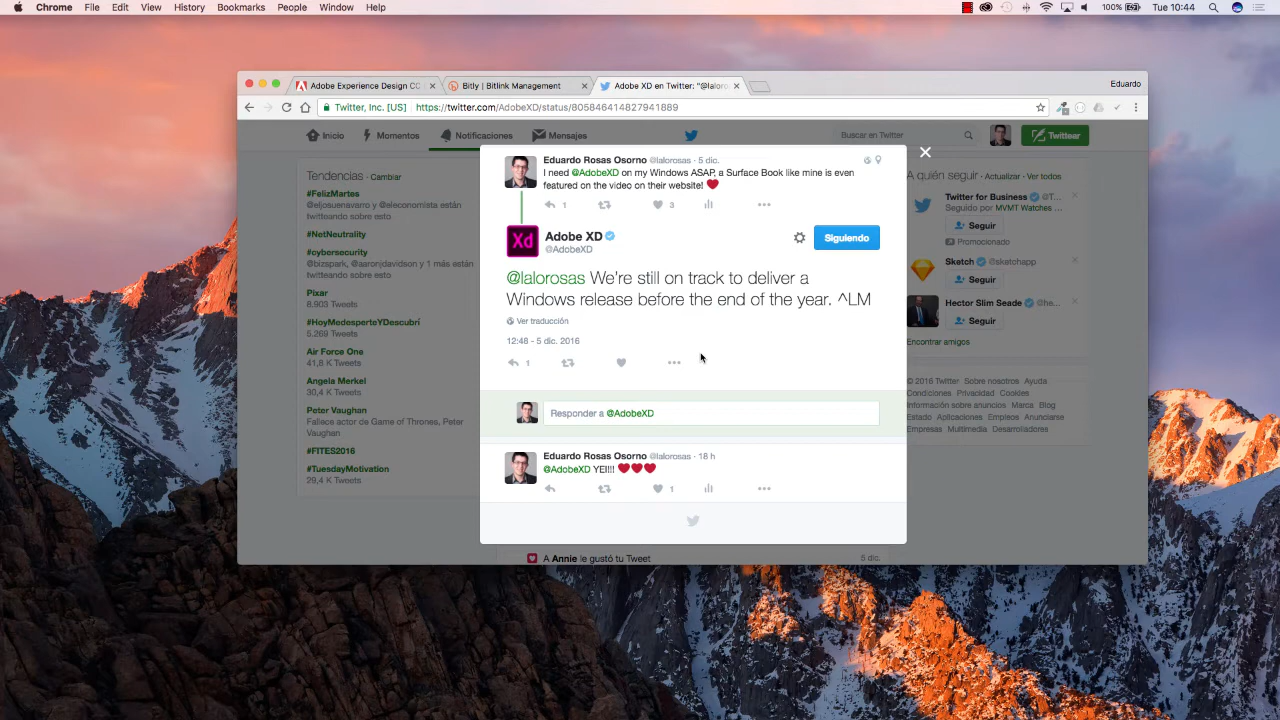 Chrome File Edit View History Bookmarks People Window Help 100% Tue 10:44
Adobe Experience Design CC Bitly | Bitlink Management Adobe XD en Twitter: "@laloro Eduardo
Twitter, Inc. [US] https://twitter.com/AdobeXD/status/805846414827941889
Inicio Momentos Notificaciones Mensajes Buscar en Twitter Twittear
Tendencias · Cambiar
#FelizMartes
@eljosuenavarro y @eleconomista están
twitteando sobre esto
#NetNeutrality
#cybersecurity
@bizspark, @aaronjdavidson y 1 más están
twitteando sobre esto
Pixar
8.903 Tweets
#HoyMedesperteYDescubrí
5.269 Tweets
Air Force One
41,8 K Tweets
Angela Merkel
30,4 K Tweets
Peter Vaughan
Fallece actor de Game of Thrones, Peter
Vaughan
#FITES2016
#TuesdayMotivation
29,4 K Tweets
Eduardo Rosas Osorno @lalorosas · 5 dic.
I need @AdobeXD on my Windows ASAP, a Surface Book like mine is even
featured on the video on their website! ❤
1 3
Xd Adobe XD
@AdobeXD
Siguiendo
@lalorosas We're still on track to deliver a
Windows release before the end of the year. ^LM
Ver traducción
12:48 - 5 dic. 2016
1
Responder a @AdobeXD
Eduardo Rosas Osorno @lalorosas · 18 h
@AdobeXD YEI!!! ❤❤❤
1
A Annie le gustó tu Tweet 5 dic.
A quién seguir · Actualizar · Ver todos
Twitter for Business @T...
Seguido por MVMT Watches ...
Seguir
Promocionado
Sketch @sketchapp
Seguir
Hector Slim Seade @he...
Seguir
Encontrar amigos
© 2016 Twitter Sobre nosotros Ayuda
Condiciones Privacidad Cookies
Información sobre anuncios Marca Blog
Estado Aplicaciones Empleos Anunciarse
Empresas Multimedia Desarrolladores